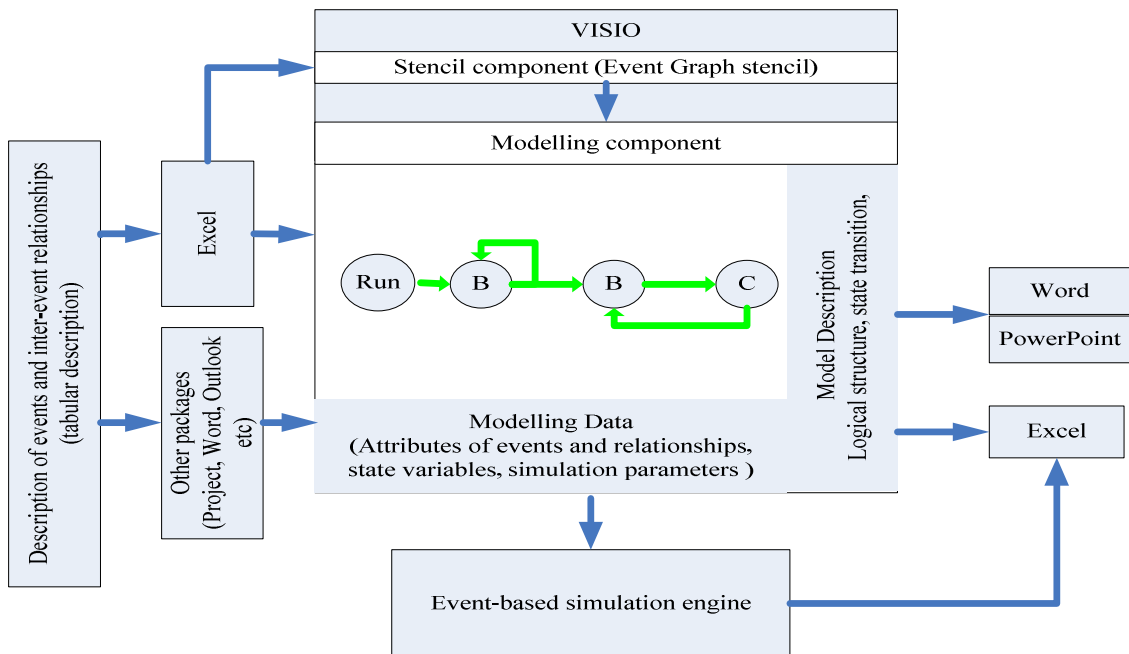 VISIO
Stencil component (Event Graph stencil)
Modelling component
Description of events and inter-event relationships
(tabular description)
Excel
Other packages
(Project, Word, Outlook
etc)
Run
B
B
C
Modelling Data
(Attributes of events and relationships,
state variables, simulation parameters )
Model Description
Logical structure, state transition,
Word
PowerPoint
Excel
Event-based simulation engine